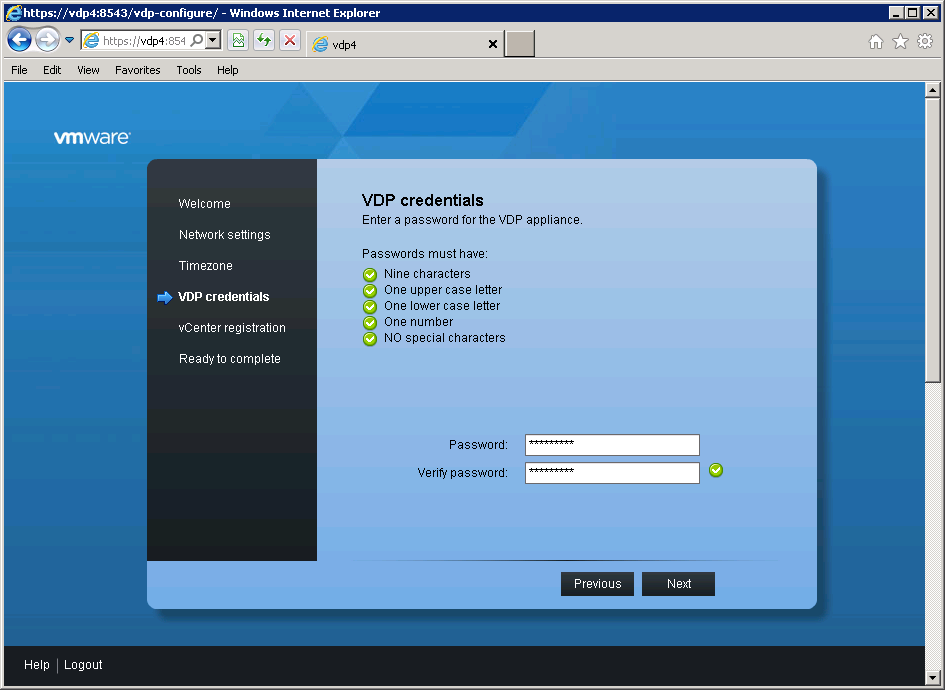 https://vdp4:8543/vdp-configure/ - Windows Internet Explorer
https://vdp4:854
vdp4
File Edit View Favorites Tools Help
vmware
Welcome
Network settings
Timezone
VDP credentials
vCenter registration
Ready to complete
VDP credentials
Enter a password for the VDP appliance.
Passwords must have:
Nine characters
One upper case letter
One lower case letter
One number
NO special characters
Password: *********
Verify password: *********
Previous Next
Help | Logout